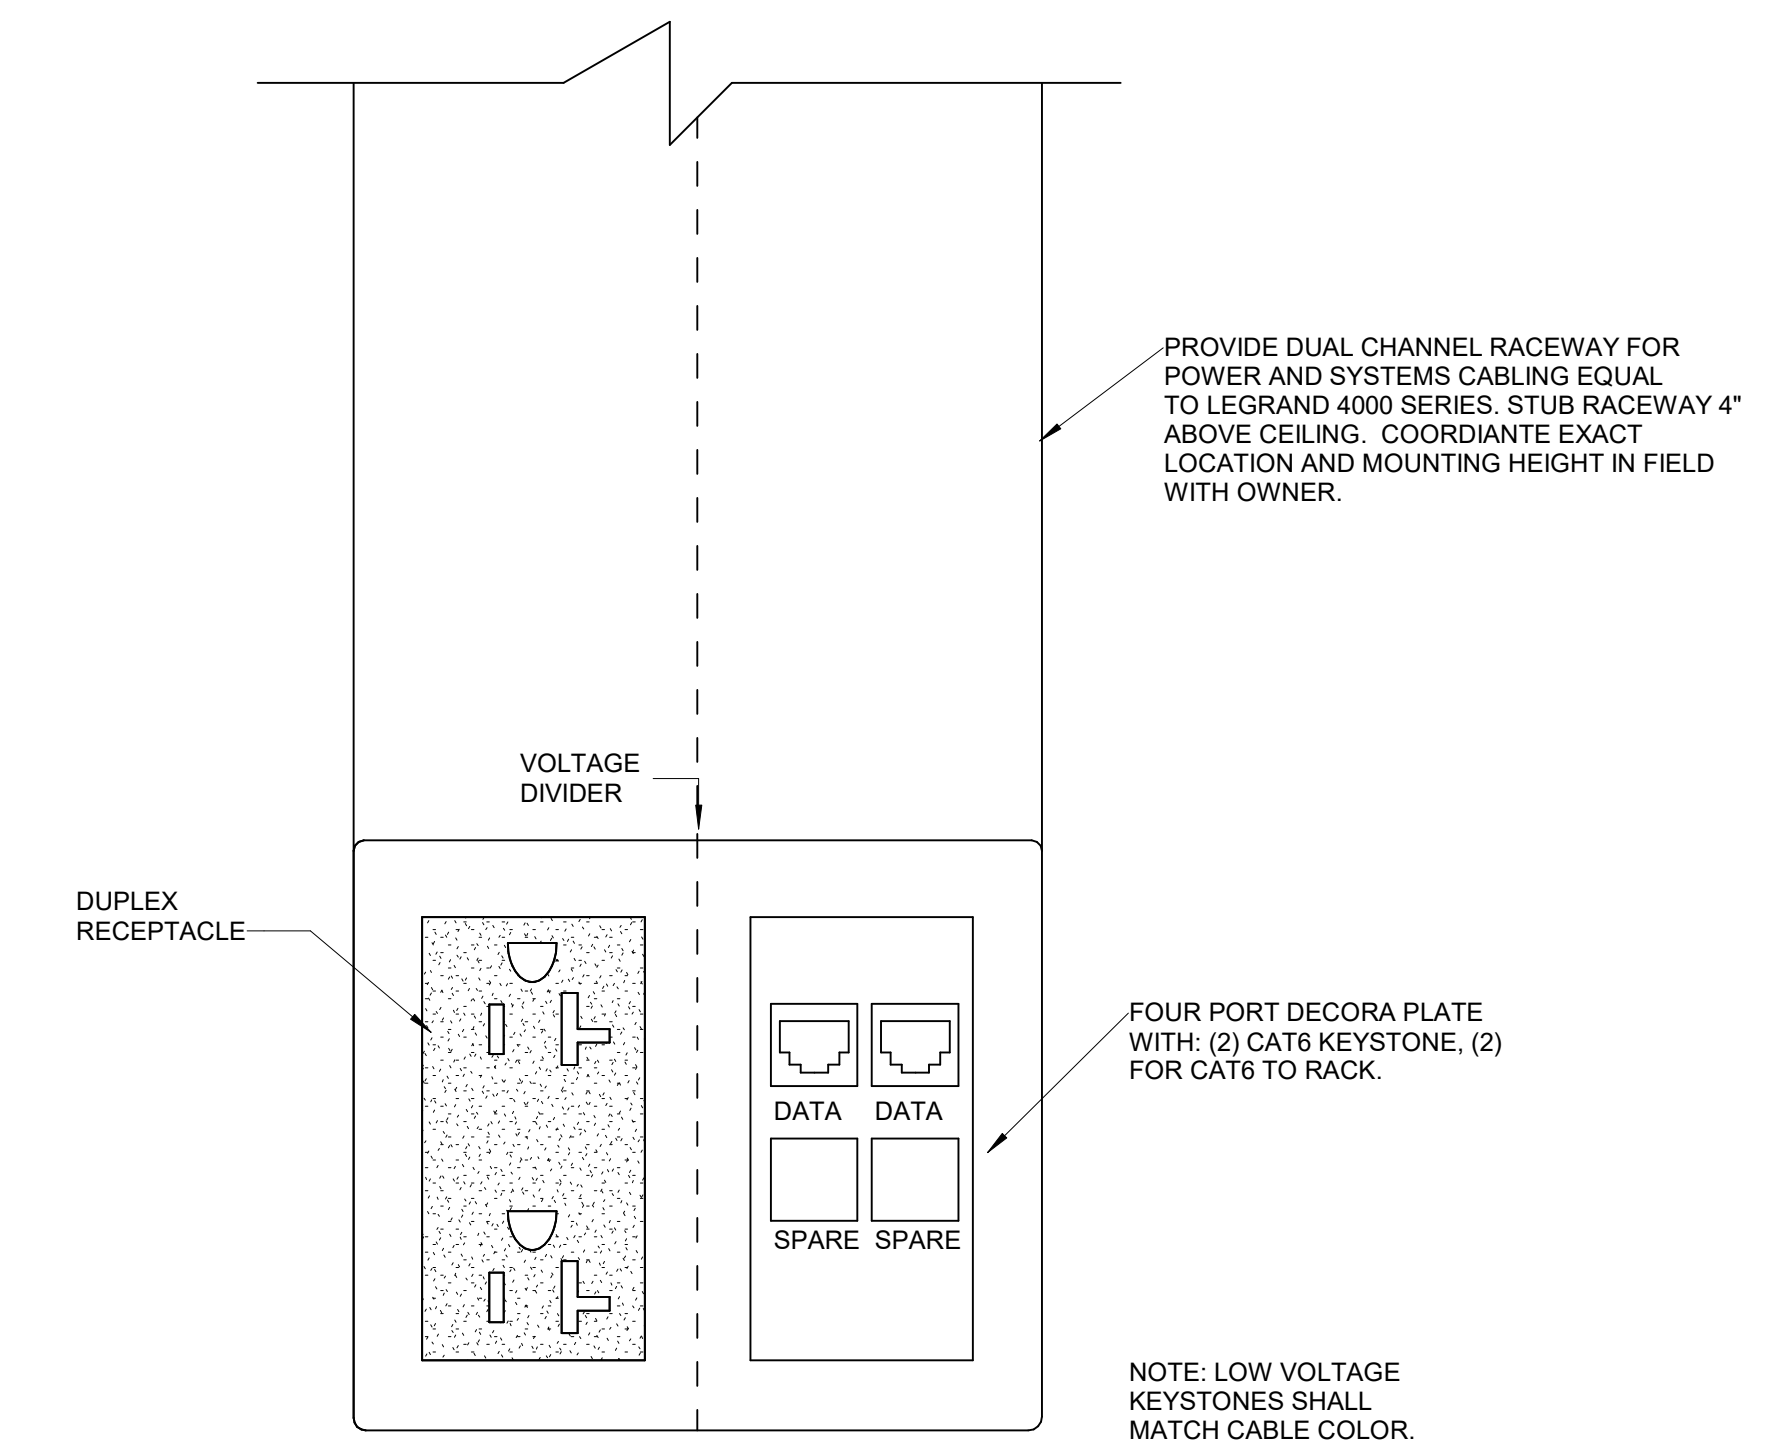 PROVIDE DUAL CHANNEL RACEWAY FOR
POWER AND SYSTEMS CABLING EQUAL
TO LEGRAND 4000 SERIES. STUB RACEWAY 4"
ABOVE CEILING.  COORDIANTE EXACT
LOCATION AND MOUNTING HEIGHT IN FIELD
WITH OWNER.
VOLTAGE
DIVIDER
DUPLEX
RECEPTACLE
DATA DATA
SPARE SPARE
FOUR PORT DECORA PLATE
WITH: (2) CAT6 KEYSTONE, (2)
FOR CAT6 TO RACK.
NOTE: LOW VOLTAGE
KEYSTONES SHALL
MATCH CABLE COLOR.